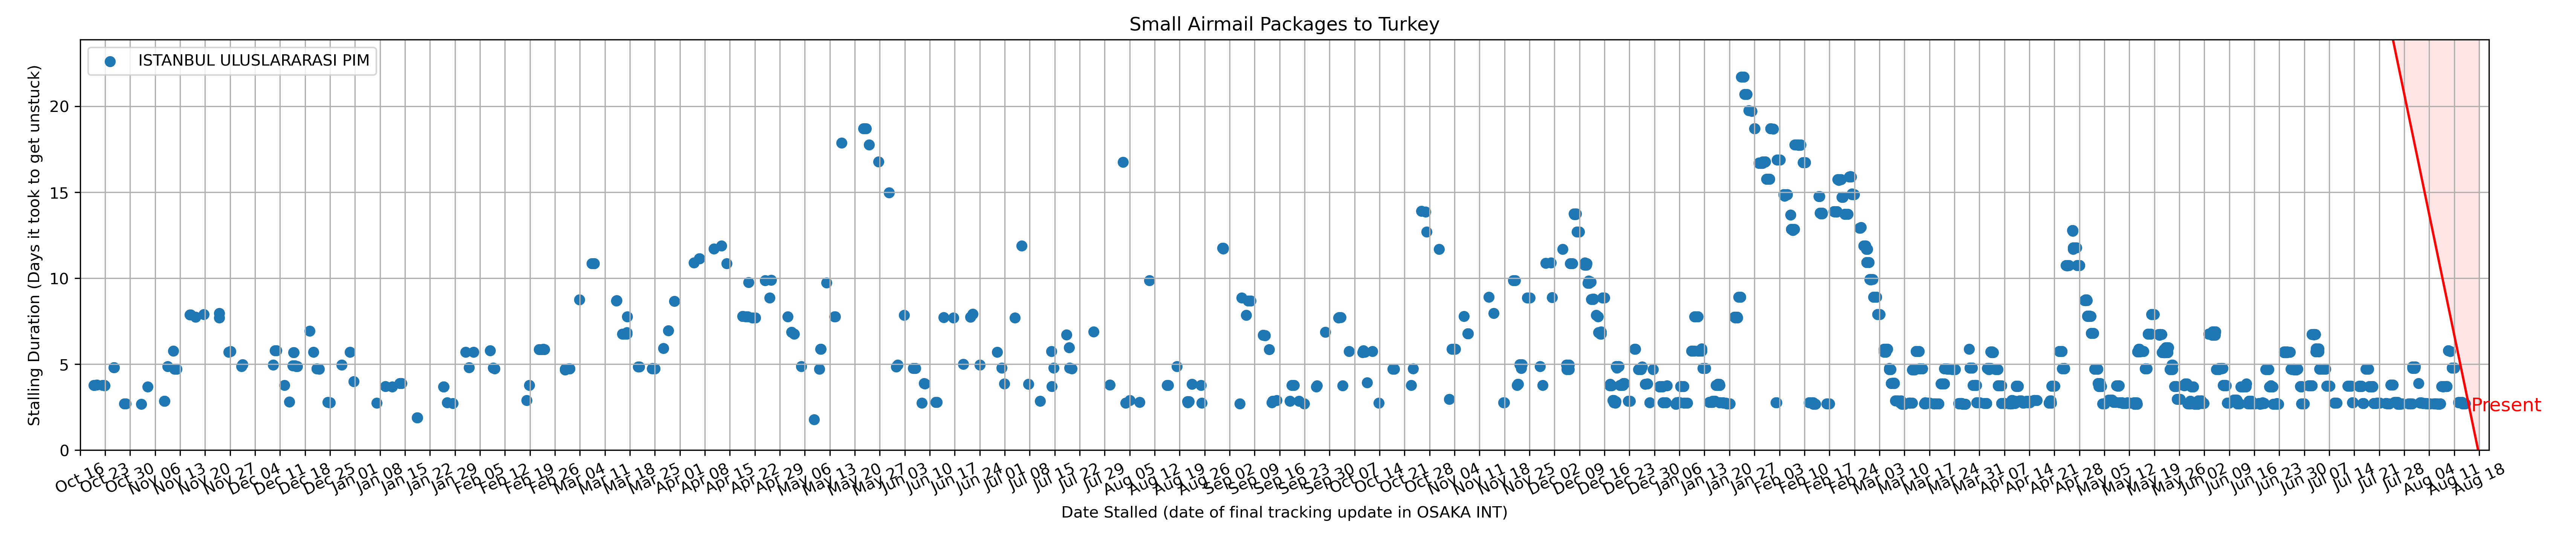 Small Airmail Packages to Turkey
ISTANBUL ULUSLARARASI PIM
Stalling Duration (Days it took to get unstuck)
20
15
10
5
0
Present
Oct 16 Oct 23 Oct 30 Nov 06 Nov 13 Nov 20 Nov 27 Dec 04 Dec 11 Dec 18 Dec 25 Jan 01 Jan 08 Jan 15 Jan 22 Jan 29 Feb 05 Feb 12 Feb 19 Feb 26 Mar 04 Mar 11 Mar 18 Mar 25 Apr 01 Apr 08 Apr 15 Apr 22 Apr 29 May 06 May 13 May 20 May 27 Jun 03 Jun 10 Jun 17 Jun 24 Jul 01 Jul 08 Jul 15 Jul 22 Jul 29 Aug 05 Aug 12 Aug 19 Aug 26 Sep 02 Sep 09 Sep 16 Sep 23 Sep 30 Oct 07 Oct 14 Oct 21 Oct 28 Nov 04 Nov 11 Nov 18 Nov 25 Dec 02 Dec 09 Dec 16 Dec 23 Dec 30 Jan 06 Jan 13 Jan 20 Jan 27 Feb 03 Feb 10 Feb 17 Feb 24 Mar 03 Mar 10 Mar 17 Mar 24 Mar 31 Apr 07 Apr 14 Apr 21 Apr 28 May 05 May 12 May 19 May 26 Jun 02 Jun 09 Jun 16 Jun 23 Jun 30 Jul 07 Jul 14 Jul 21 Jul 28 Aug 04 Aug 11 Aug 18
Date Stalled (date of final tracking update in OSAKA INT)